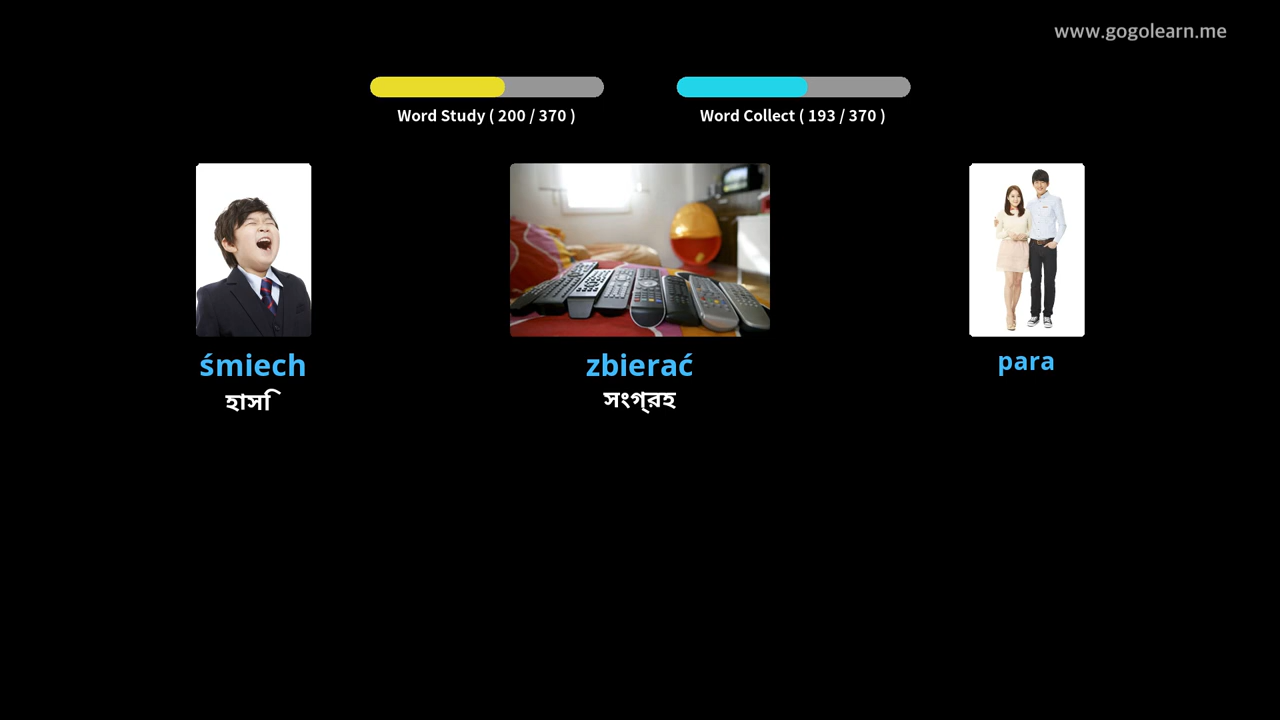 www.gogolearn.me
Word Study ( 200 / 370 )
Word Collect ( 193 / 370 )
śmiech
হাসি
zbierać
সংগ্রহ
para